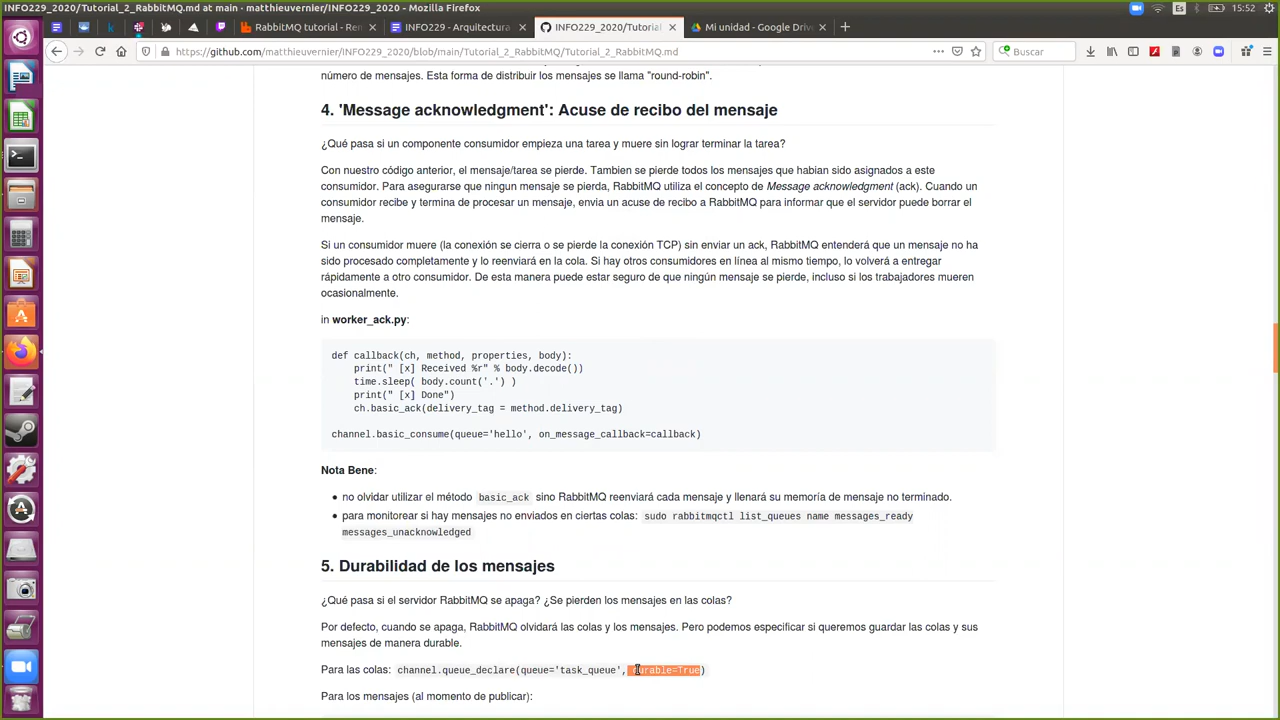 INFO229_2020/Tutorial_2_RabbitMQ.md at main · matthieuvernier/INFO229_2020 - Mozilla Firefox
Es
15:52
RabbitMQ tutorial - Rem
INFO229 - Arquitectura
INFO229_2020/Tutorial
Mi unidad - Google Drive
https://github.com/matthieuvernier/INFO229_2020/blob/main/Tutorial_2_RabbitMQ/Tutorial_2_RabbitMQ.md
Buscar
número de mensajes. Esta forma de distribuir los mensajes se llama "round-robin".
4. 'Message acknowledgment': Acuse de recibo del mensaje
¿Qué pasa si un componente consumidor empieza una tarea y muere sin lograr terminar la tarea?
Con nuestro código anterior, el mensaje/tarea se pierde. Tambien se pierde todos los mensajes que habian sido asignados a este
consumidor. Para asegurarse que ningun mensaje se pierda, RabbitMQ utiliza el concepto de Message acknowledgment (ack). Cuando un
consumidor recibe y termina de procesar un mensaje, envia un acuse de recibo a RabbitMQ para informar que el servidor puede borrar el
mensaje.
Si un consumidor muere (la conexión se cierra o se pierde la conexión TCP) sin enviar un ack, RabbitMQ entenderá que un mensaje no ha
sido procesado completamente y lo reenviará en la cola. Si hay otros consumidores en línea al mismo tiempo, lo volverá a entregar
rápidamente a otro consumidor. De esta manera puede estar seguro de que ningún mensaje se pierde, incluso si los trabajadores mueren
ocasionalmente.
in worker_ack.py:
def callback(ch, method, properties, body):
print(" [x] Received %r" % body.decode())
time.sleep( body.count('.') )
print(" [x] Done")
ch.basic_ack(delivery_tag = method.delivery_tag)
channel.basic_consume(queue='hello', on_message_callback=callback)
Nota Bene:
• no olvidar utilizar el método basic_ack sino RabbitMQ reenviará cada mensaje y llenará su memoria de mensaje no terminado.
• para monitorear si hay mensajes no enviados en ciertas colas: sudo rabbitmqctl list_queues name messages_ready
messages_unacknowledged
5. Durabilidad de los mensajes
¿Qué pasa si el servidor RabbitMQ se apaga? ¿Se pierden los mensajes en las colas?
Por defecto, cuando se apaga, RabbitMQ olvidará las colas y los mensajes. Pero podemos especificar si queremos guardar las colas y sus
mensajes de manera durable.
Para las colas: channel.queue_declare(queue='task_queue', durable=True)
Para los mensajes (al momento de publicar):